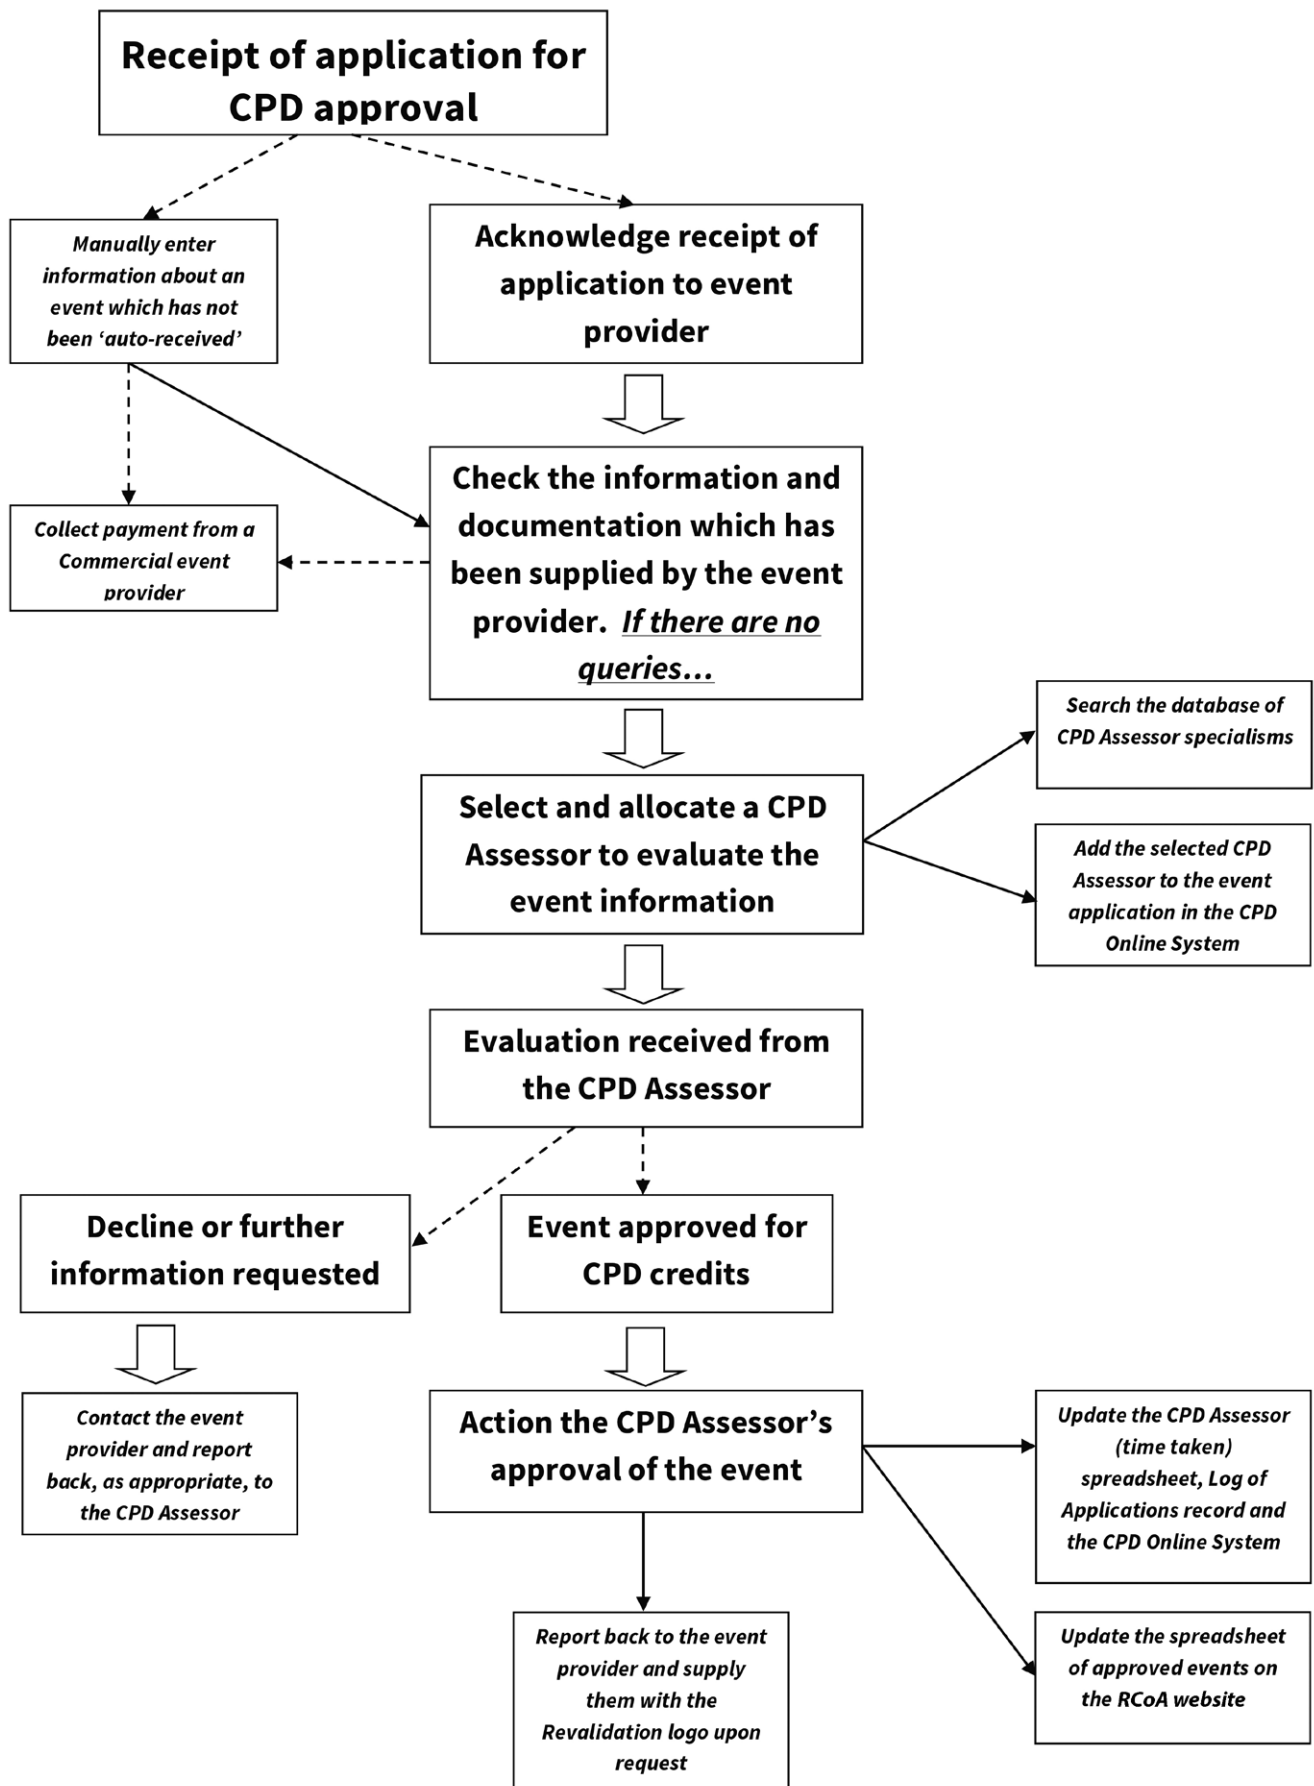 Receipt of application for
CPD approval
Manually enter
information about an
event which has not
been ‘auto-received’
Acknowledge receipt of
application to event
provider
Collect payment from a
Commercial event
provider
Check the information and
documentation which has
been supplied by the event
provider. If there are no
queries...
Search the database of
CPD Assessor specialisms
Select and allocate a CPD
Assessor to evaluate the
event information
Add the selected CPD
Assessor to the event
application in the CPD
Online System
Evaluation received from
the CPD Assessor
Decline or further
information requested
Event approved for
CPD credits
Contact the event
provider and report
back, as appropriate, to
the CPD Assessor
Action the CPD Assessor’s
approval of the event
Update the CPD Assessor
(time taken)
spreadsheet, Log of
Applications record and
the CPD Online System
Report back to the event
provider and supply
them with the
Revalidation logo upon
request
Update the spreadsheet
of approved events on
the RCoA website